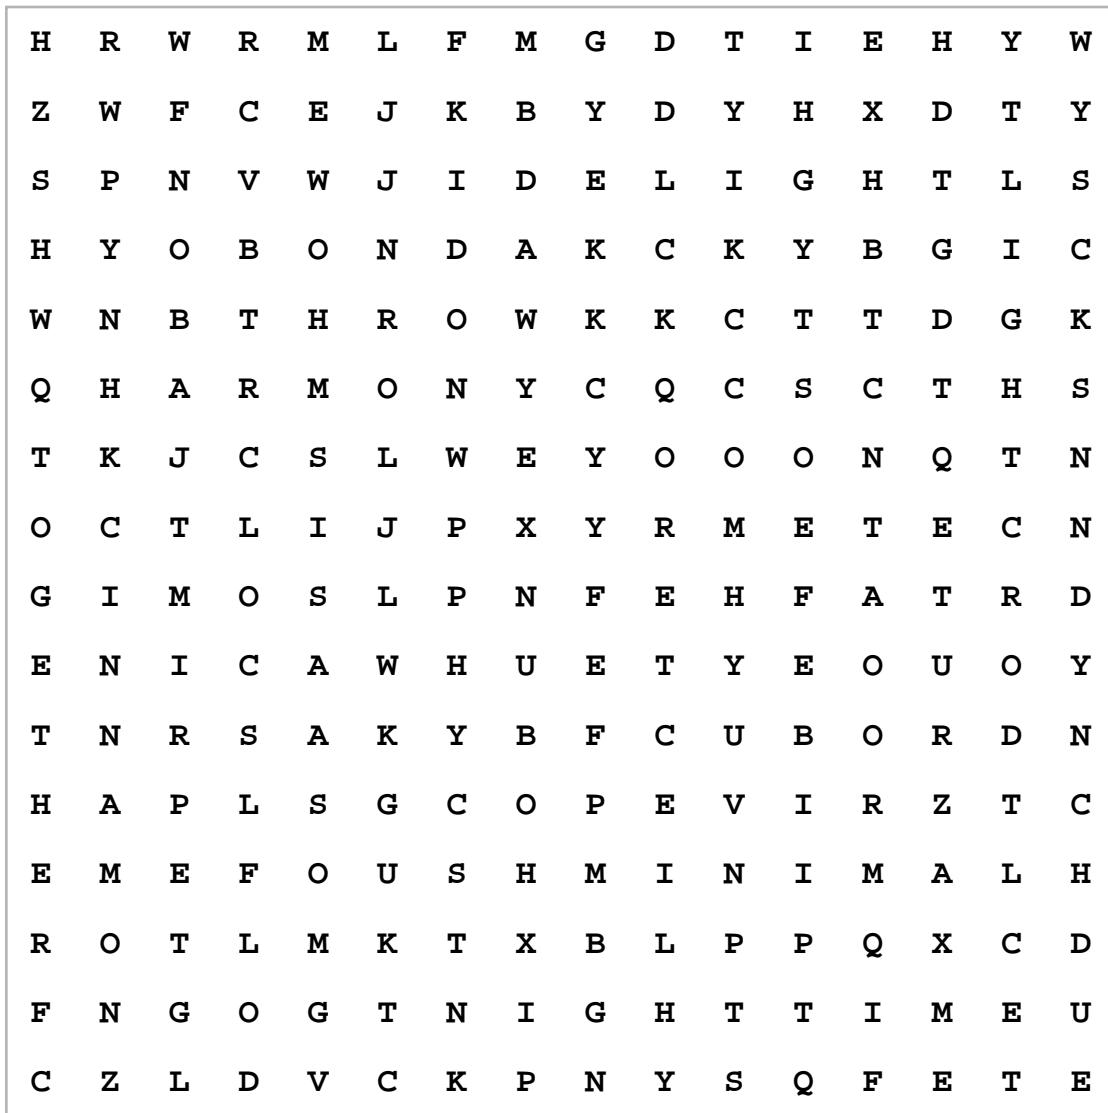 H R W R M L F M G D T I E H Y W
Z W F C E J K B Y D Y H X D T Y
S P N V W J I D E L I G H T L S
H Y O B O N D A K C K Y B G I C
W N B T H R O W K K C T T D G K
Q H A R M O N Y C Q C S C T H S
T K J C S L W E Y O O O N Q T N
O C T L I J P X Y R M E T E C N
G I M O S L P N F E H F A T R D
E N I C A W H U E T Y E O U O Y
T N R S A K Y B F C U B O R D N
H A P L S G C O P E V I R Z T C
E M E F O U S H M I N I M A L H
R O T L M K T X B L P P Q X C D
F N G O G T N I G H T T I M E U
C Z L D V C K P N Y S Q F E T E